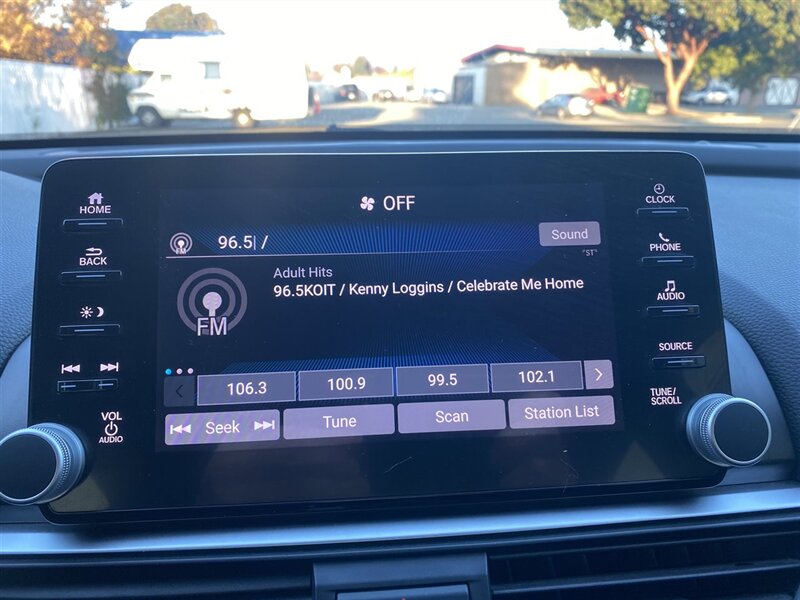 OFF
HOME
CLOCK
96.5| /
Sound
FM
"ST"
BACK
PHONE
Adult Hits
96.5KOIT / Kenny Loggins / Celebrate Me Home
FM
AUDIO
SOURCE
106.3
100.9
99.5
102.1
TUNE/
SCROLL
VOL
AUDIO
Seek
Tune
Scan
Station List